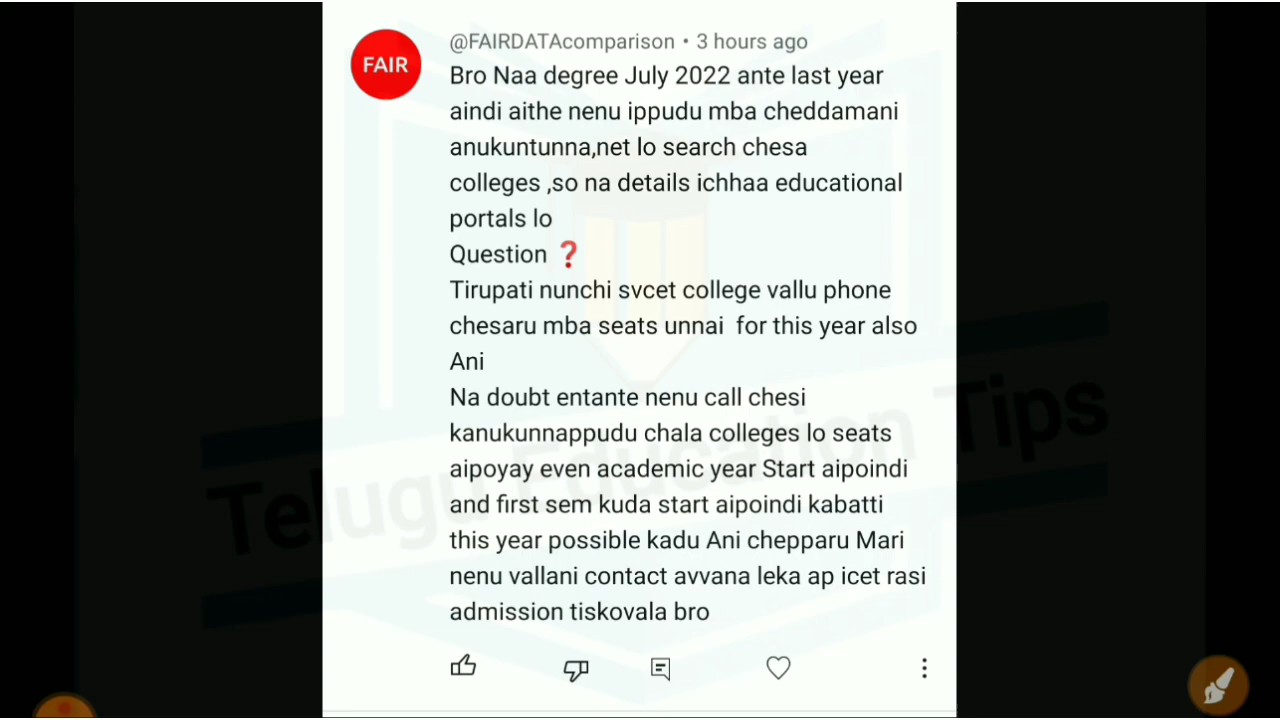 FAIR
@FAIRDATAcomparison • 3 hours ago
Bro Naa degree July 2022 ante last year
aindi aithe nenu ippudu mba cheddamani
anukuntunna,net lo search chesa
colleges ,so na details ichhaa educational
portals lo
Question ❓
Tirupati nunchi svcet college vallu phone
chesaru mba seats unnai  for this year also
Ani
Na doubt entante nenu call chesi
kanukunnappudu chala colleges lo seats
aipoyay even academic year Start aipoindi
and first sem kuda start aipoindi kabatti
this year possible kadu Ani chepparu Mari
nenu vallani contact avvana leka ap icet rasi
admission tiskovala bro
Telugu Education Tips